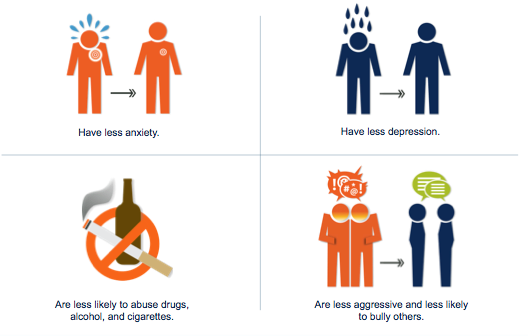 Have less anxiety.
Have less depression.
!@
#*
Are less likely to abuse drugs,
alcohol, and cigarettes.
Are less aggressive and less likely
to bully others.